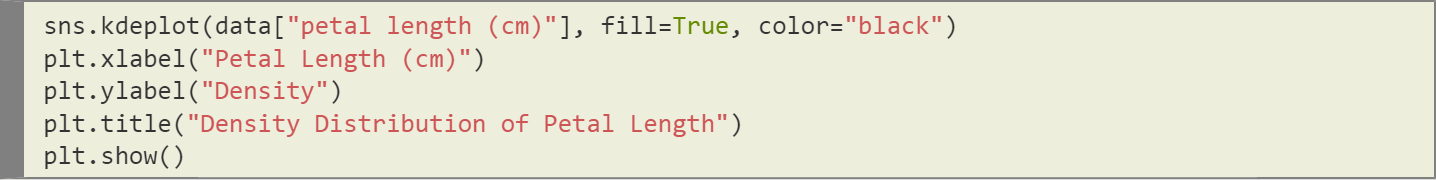 sns.kdeplot(data["petal length (cm)"], fill=True, color="black")
plt.xlabel("Petal Length (cm)")
plt.ylabel("Density")
plt.title("Density Distribution of Petal Length")
plt.show()